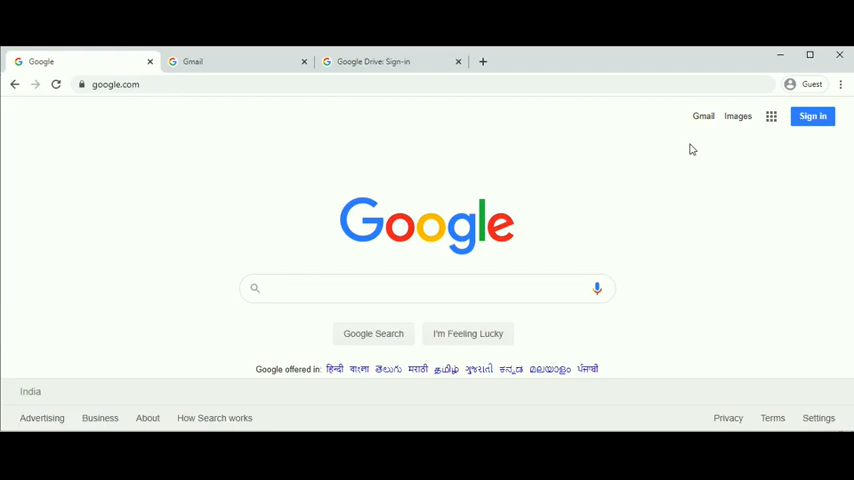 Google
Gmail
Google Drive: Sign-in
google.com
Guest
Gmail
Images
Sign in
Google
Google Search
I'm Feeling Lucky
Google offered in: हिन्दी বাংলা తెలుగు मराठी தமிழ் ગુજરાતી ಕನ್ನಡ മലയാളം ਪੰਜਾਬੀ
India
Advertising Business About How Search works Privacy Terms Settings